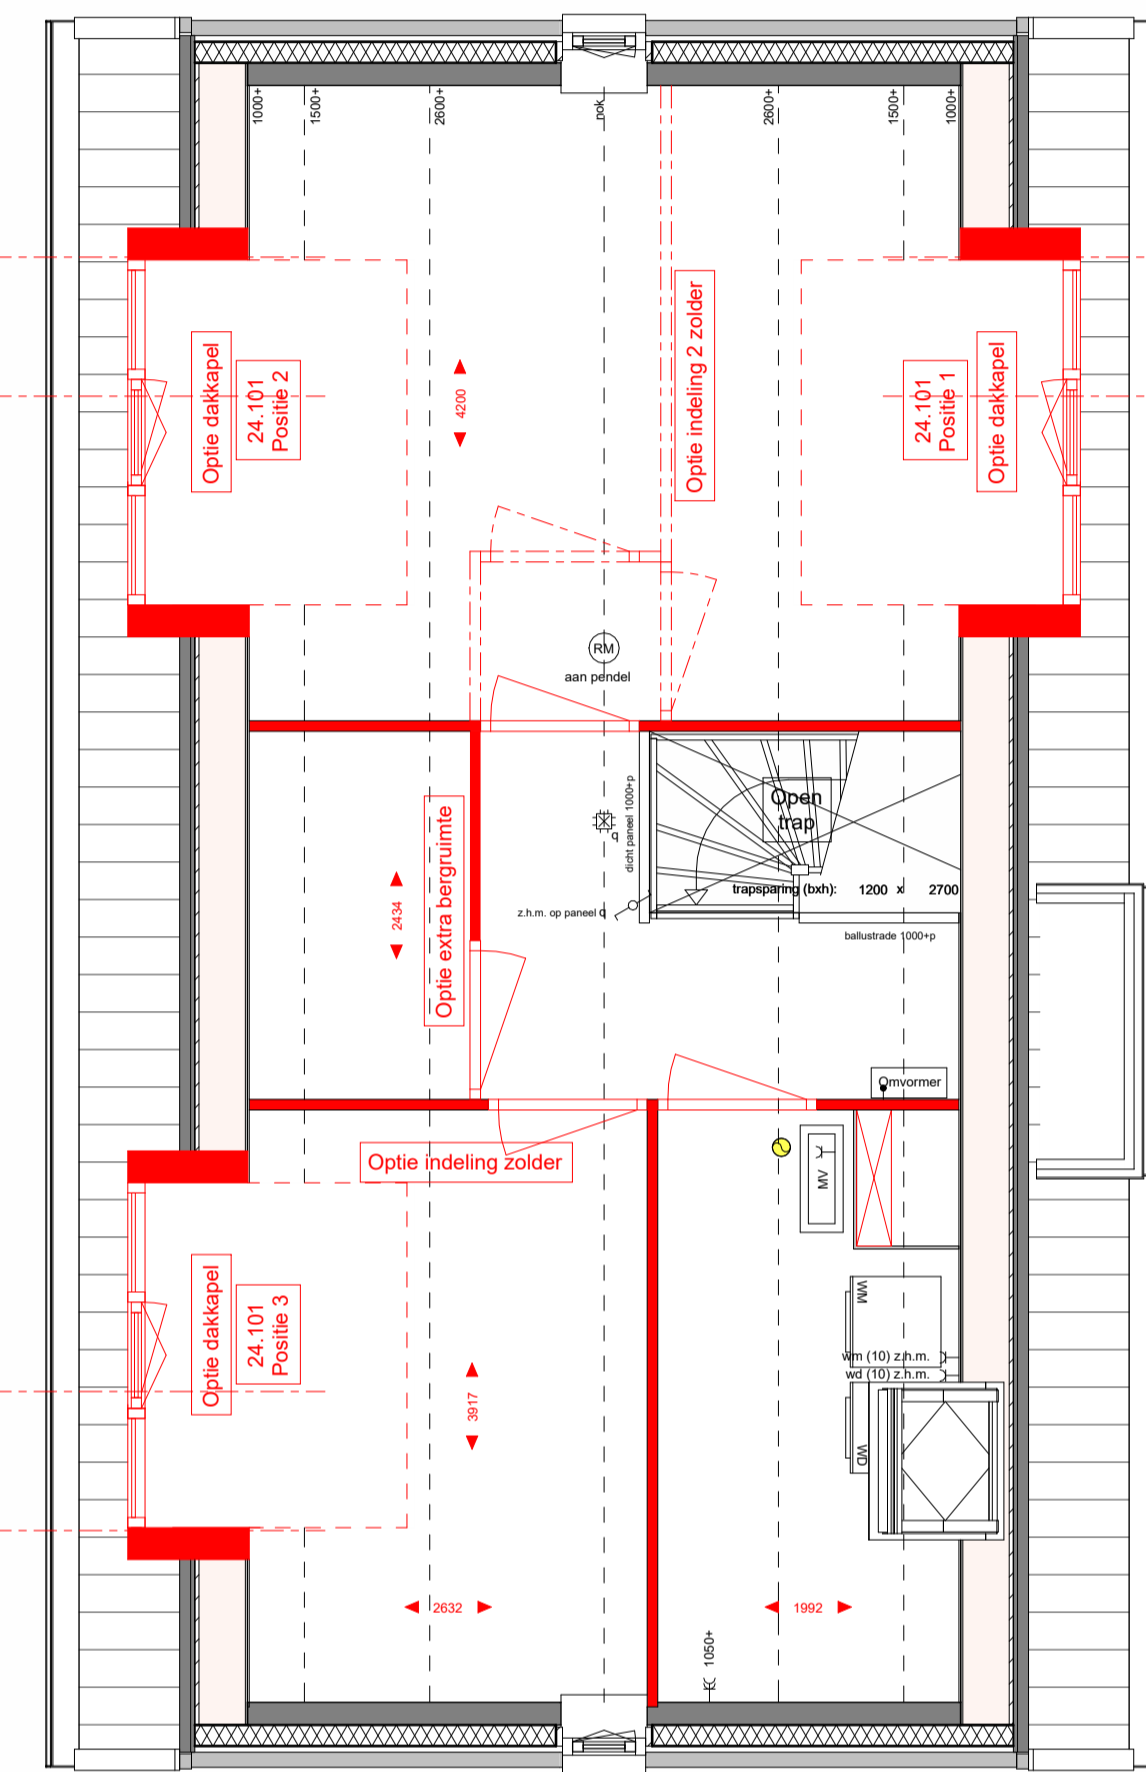 1000+
1500+
2600+
nok
2600+
1500+
1000+
Optie dakkapel
24.101
Positie 2
4200
Optie indeling 2 zolder
24.101
Positie 1
Optie dakkapel
RM
aan pendel
Open
trap
dicht paneel 1000+p
q
trapsparing (bxh): 1200 x 2700
z.h.m. op paneel q
ballustrade 1000+p
2434
Optie extra bergruimte
Omvormer
Optie indeling zolder
MV
Optie dakkapel
24.101
Positie 3
WM
wm (10) z.h.m.
wd (10) z.h.m.
WD
3917
2632
1992
1050+